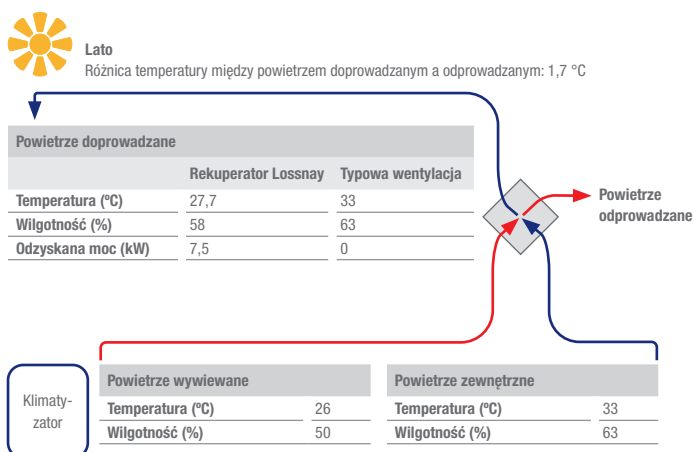 Lato
Różnica temperatury między powietrzem doprowadzanym a odprowadzanym: 1,7 °C
Powietrze doprowadzane
Rekuperator Lossnay Typowa wentylacja
Temperatura (ºC) 27,7 33
Wilgotność (%) 58 63
Odzyskana moc (kW) 7,5 0
Powietrze
odprowadzane
Klimaty-
zator
Powietrze wywiewane
Temperatura (ºC) 26
Wilgotność (%) 50
Powietrze zewnętrzne
Temperatura (ºC) 33
Wilgotność (%) 63